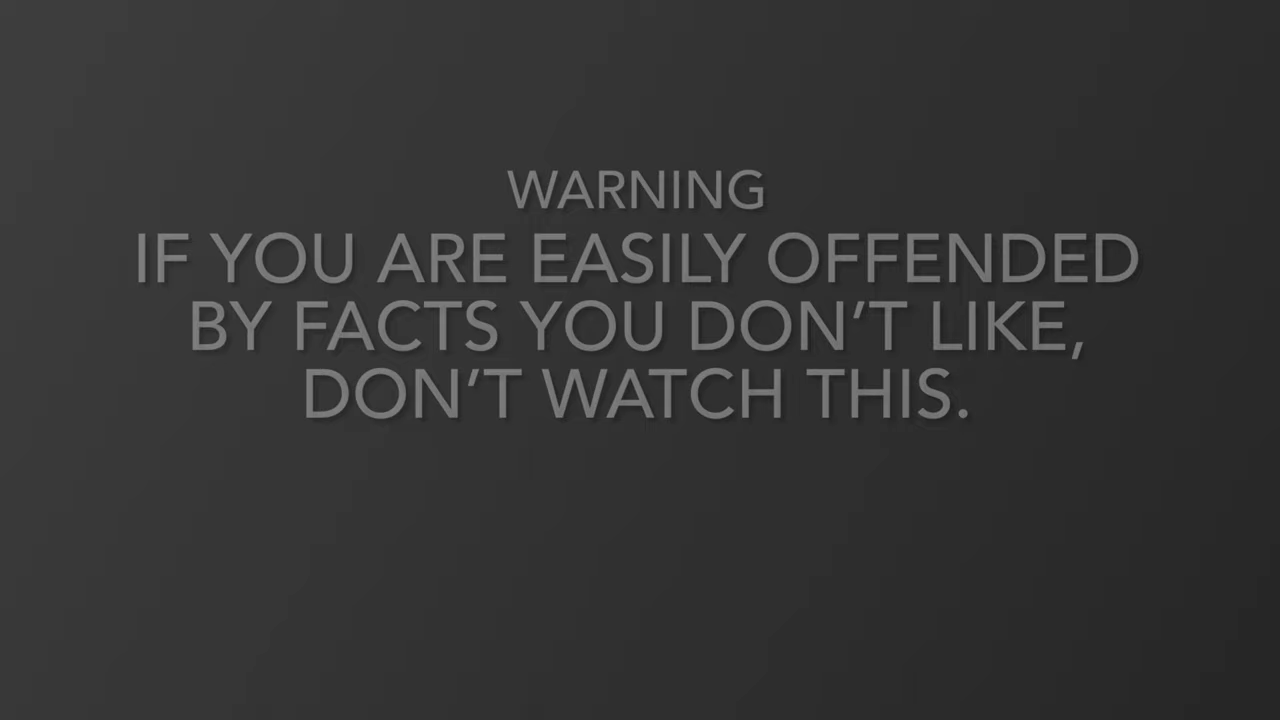 WARNING
IF YOU ARE EASILY OFFENDED
BY FACTS YOU DON’T LIKE,
DON’T WATCH THIS.